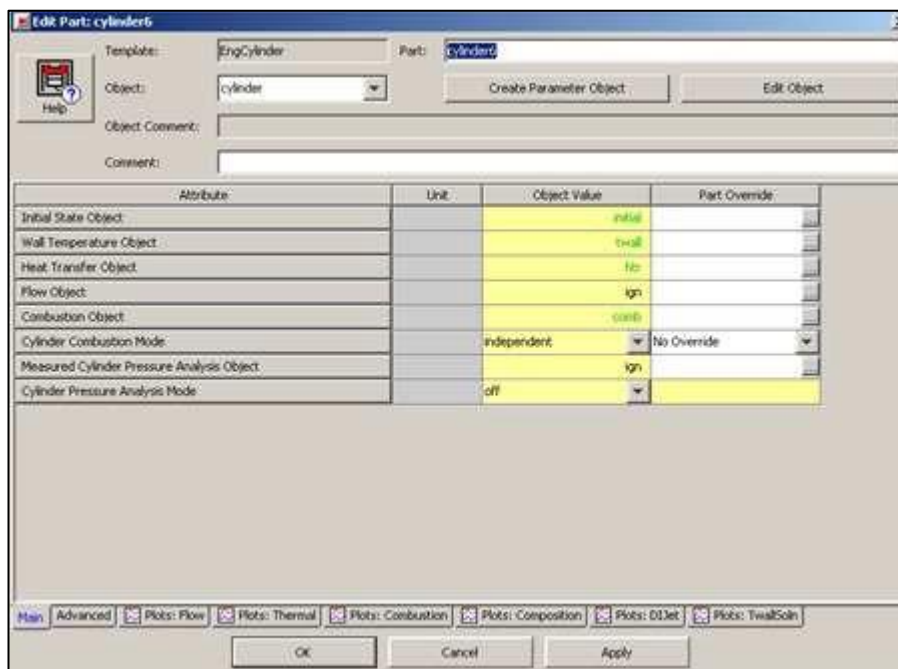 Edit Part: cylinder6
Template: EngCylinder Part: cylinder6
Help
Object: cylinder Create Parameter Object Edit Object
Object Comment:
Comment:
Attribute Unit Object Value Part Override
Initial State Object initial
Wall Temperature Object twall
Heat Transfer Object htr
Flow Object ign
Combustion Object comb
Cylinder Combustion Mode independent No Override
Measured Cylinder Pressure Analysis Object ign
Cylinder Pressure Analysis Mode off
Main Advanced Plots: Flow Plots: Thermal Plots: Combustion Plots: Composition Plots: DIJet Plots: TwallSoln
OK Cancel Apply